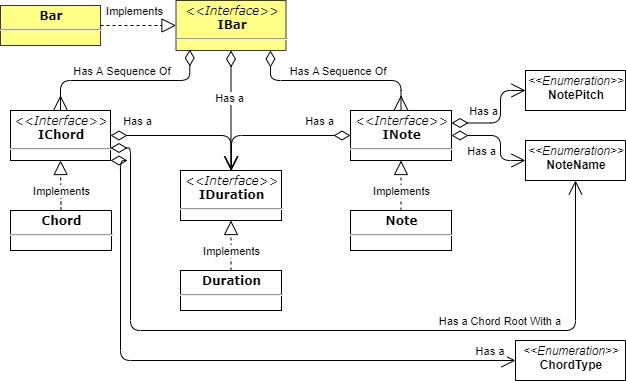 Bar
Implements
<<Interface>>
IBar
Has A Sequence Of
Has a
Has A Sequence Of
<<Enumeration>>
NotePitch
<<Interface>>
IChord
Has a
Has a
<<Interface>>
INote
Has a
Has a
<<Enumeration>>
NoteName
Implements
<<Interface>>
IDuration
Implements
Chord
Note
Implements
Duration
Has a Chord Root With a
Has a
<<Enumeration>>
ChordType